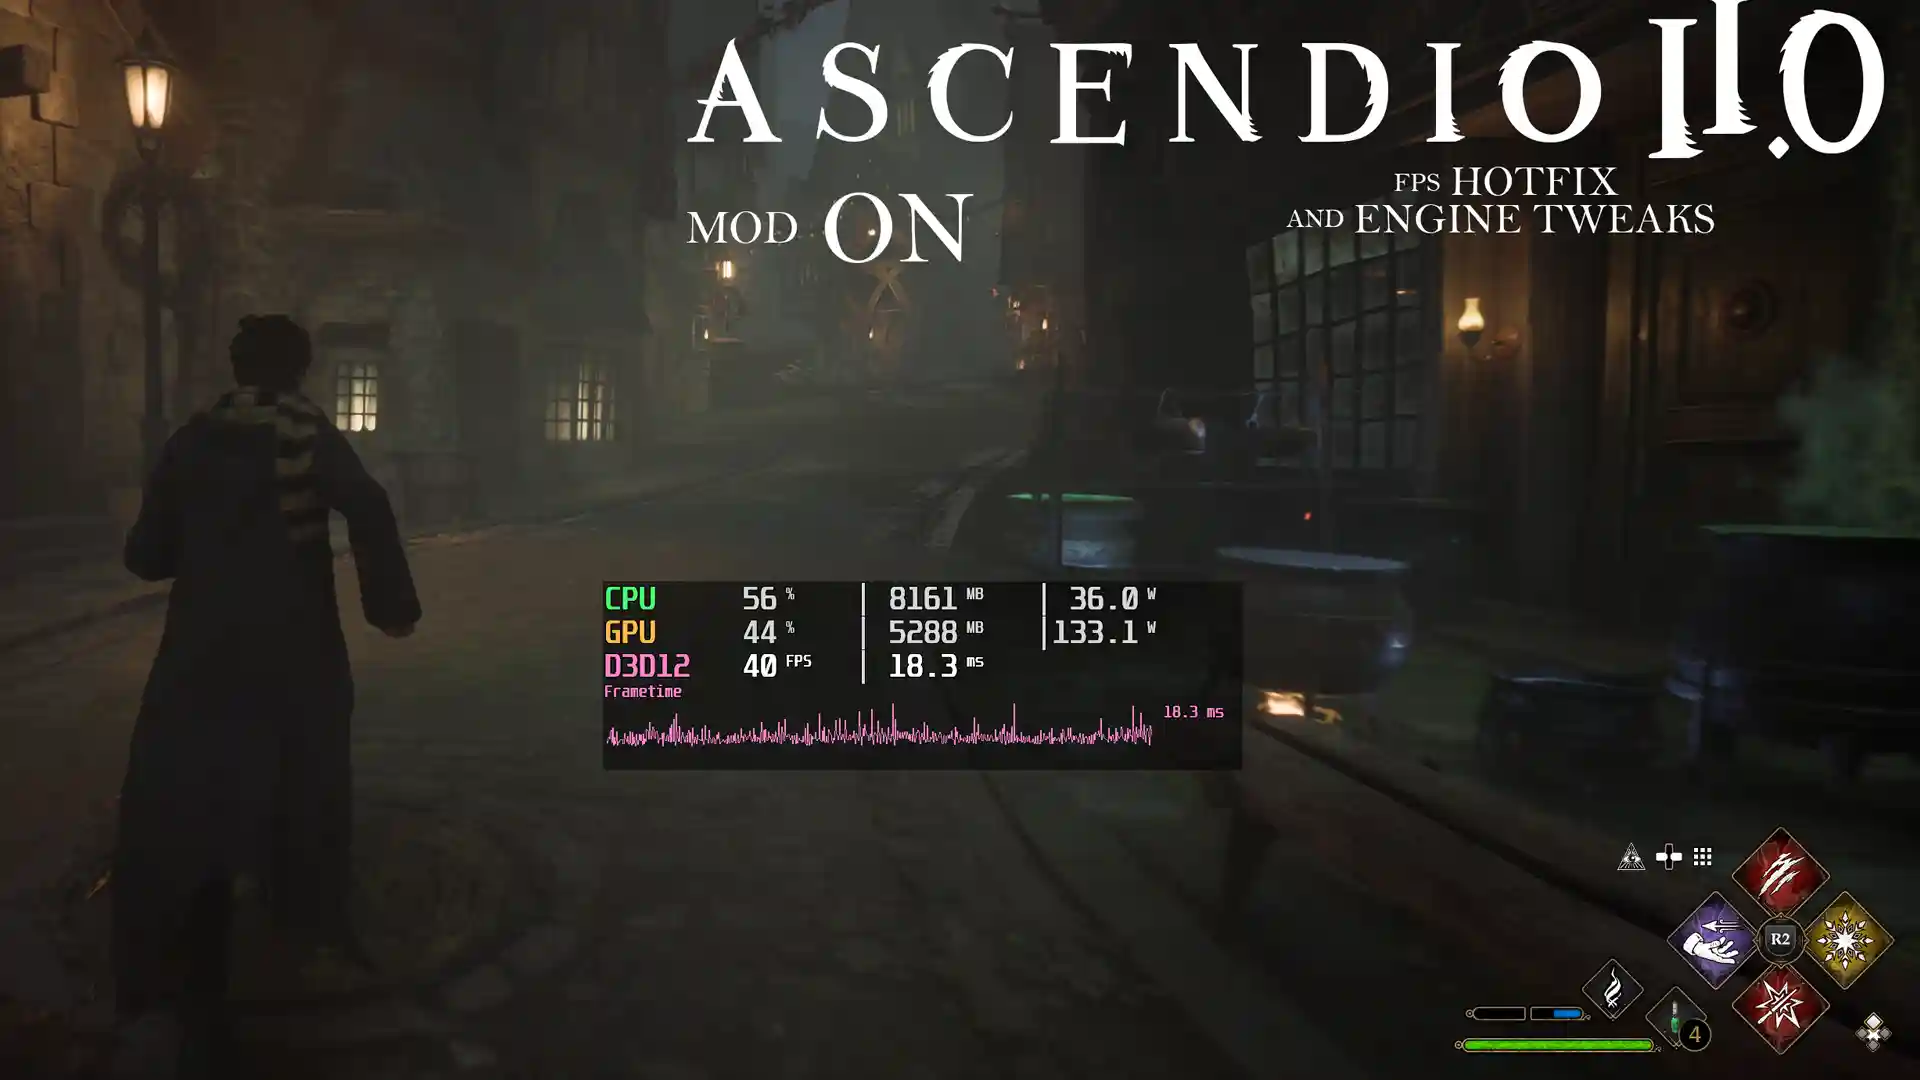 ASCENDIO II.0
FPS HOTFIX
AND ENGINE TWEAKS
MOD ON
CPU 56 % | 8161 MB | 36.0 W
GPU 44 % | 5288 MB | 133.1 W
D3D12 40 FPS | 18.3 ms
Frametime
18.3 ms
R2
4